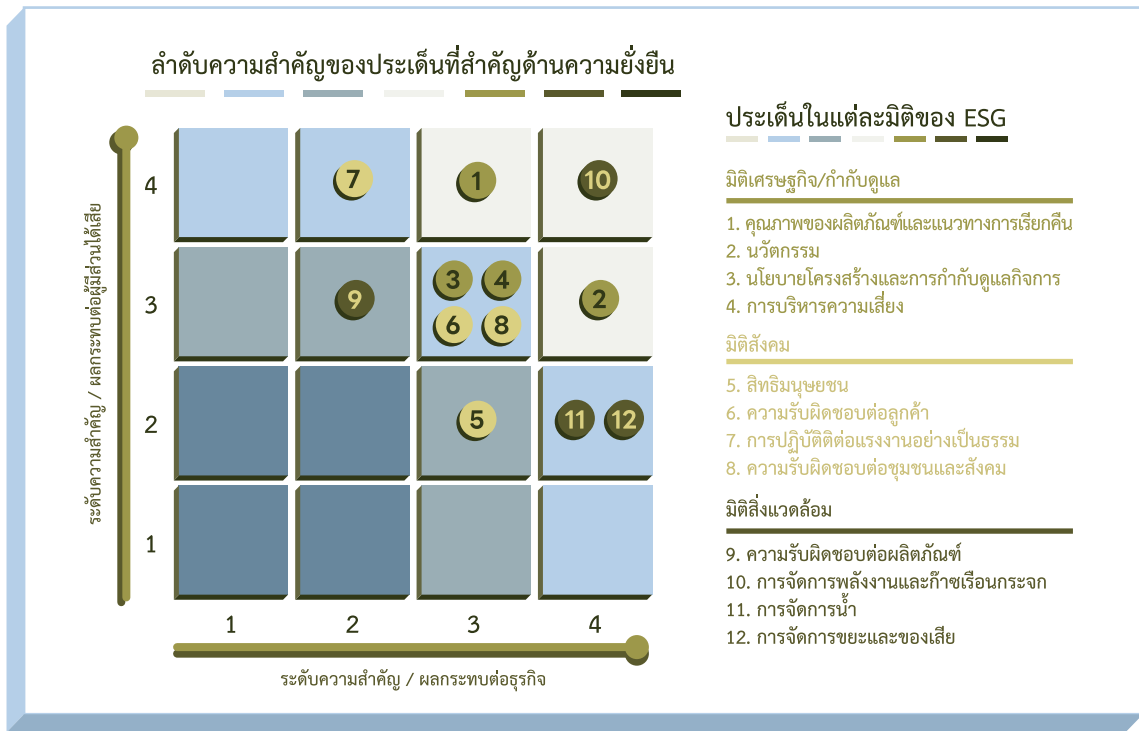 ลำดับความสำคัญของประเด็นที่สำคัญด้านความยั่งยืน
ระดับความสำคัญ / ผลกระทบต่อผู้มีส่วนได้เสีย
4
7
1
10
3
9
3
4
6
8
2
2
5
11
12
1
1
2
3
4
ระดับความสำคัญ / ผลกระทบต่อธุรกิจ
ประเด็นในแต่ละมิติของ ESG
มิติเศรษฐกิจ/กำกับดูแล
1. คุณภาพของผลิตภัณฑ์และแนวทางการเรียกคืน
2. นวัตกรรม
3. นโยบายโครงสร้างและการกำกับดูแลกิจการ
4. การบริหารความเสี่ยง
มิติสังคม
5. สิทธิมนุษยชน
6. ความรับผิดชอบต่อลูกค้า
7. การปฏิบัติติต่อแรงงานอย่างเป็นธรรม
8. ความรับผิดชอบต่อชุมชนและสังคม
มิติสิ่งแวดล้อม
9. ความรับผิดชอบต่อผลิตภัณฑ์
10. การจัดการพลังงานและก๊าซเรือนกระจก
11. การจัดการน้ำ
12. การจัดการขยะและของเสีย